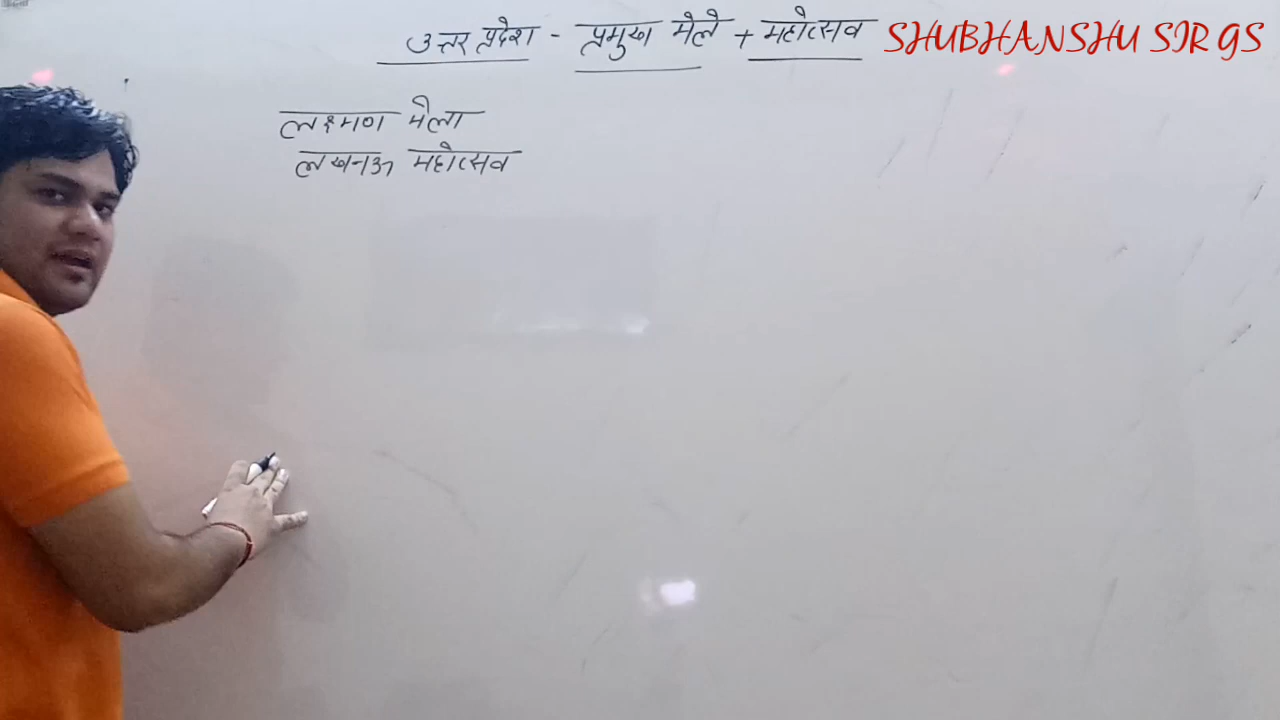 उत्तर प्रदेश - प्रमुख मेले + महोत्सव SHUBHANSHU SIR GS
लक्ष्मण मेला
लखनऊ महोत्सव